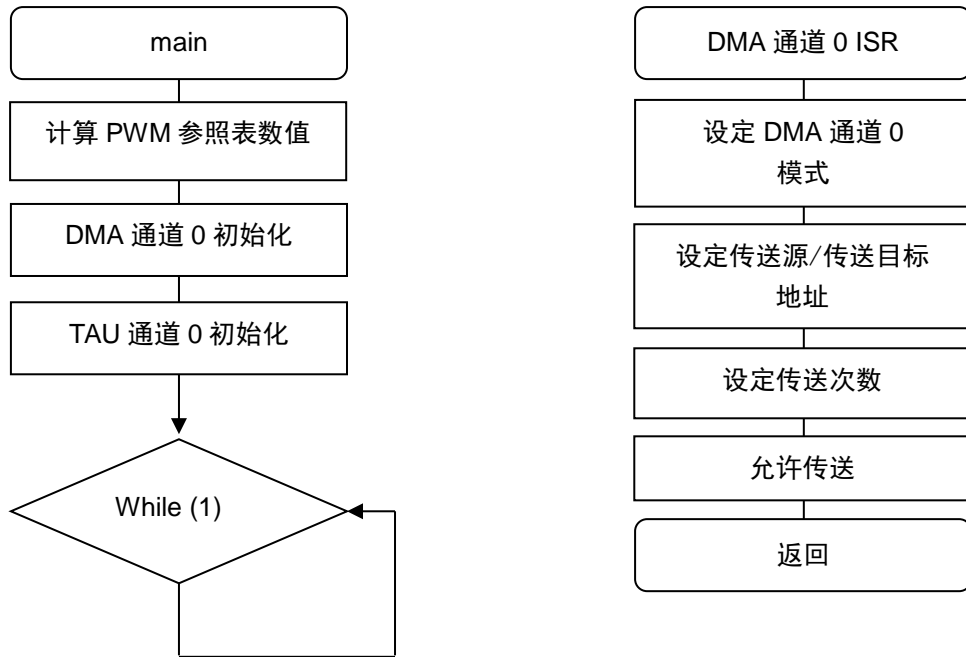 main
计算 PWM 参照表数值
DMA 通道 0 初始化
TAU 通道 0 初始化
While (1)
DMA 通道 0 ISR
设定 DMA 通道 0
模式
设定传送源/传送目标
地址
设定传送次数
允许传送
返回